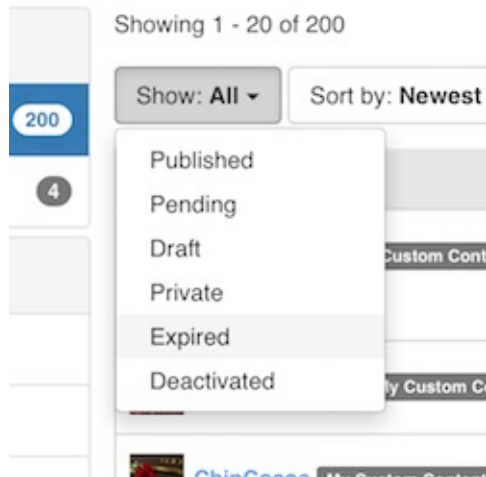 Showing 1 - 20 of 200
Show: All
Sort by: Newest
200
Published
4
Pending
Draft
Custom Cont
Private
Expired
Deactivated
y Custom C
ChipCocoa